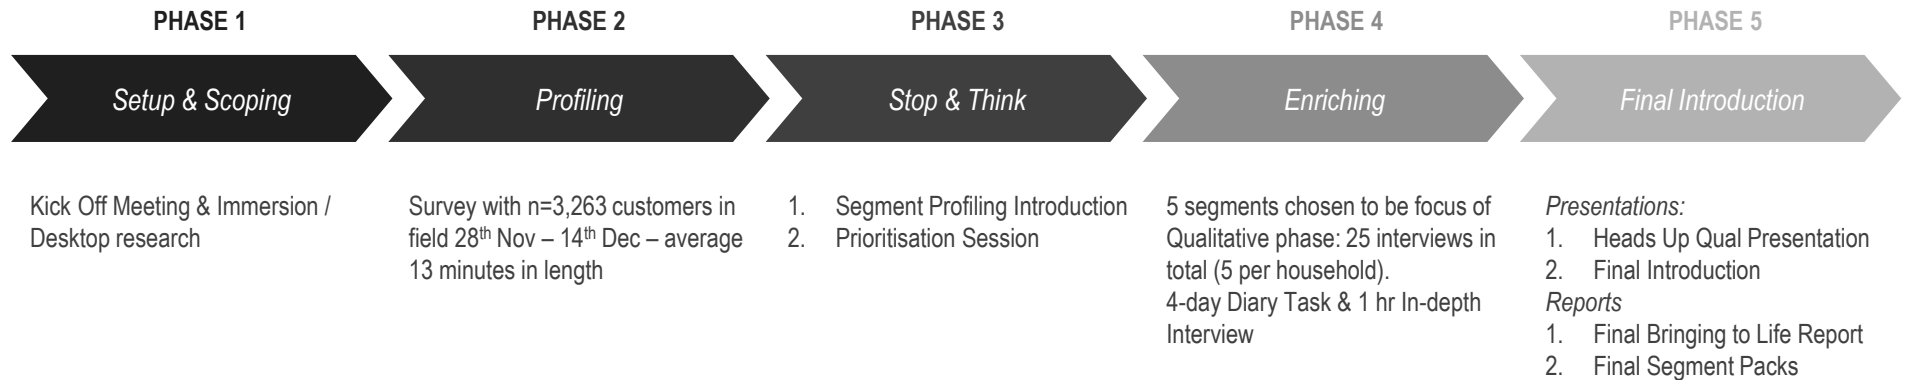 PHASE 1
PHASE 2
PHASE 3
PHASE 4
PHASE 5
Setup & Scoping
Profiling
Stop & Think
Enriching
Final Introduction
Kick Off Meeting & Immersion /
Desktop research
Survey with n=3,263 customers in
field 28th Nov – 14th Dec – average
13 minutes in length
1. Segment Profiling Introduction
2. Prioritisation Session
5 segments chosen to be focus of
Qualitative phase: 25 interviews in
total (5 per household).
4-day Diary Task & 1 hr In-depth
Interview
Presentations:
1. Heads Up Qual Presentation
2. Final Introduction
Reports
1. Final Bringing to Life Report
2. Final Segment Packs